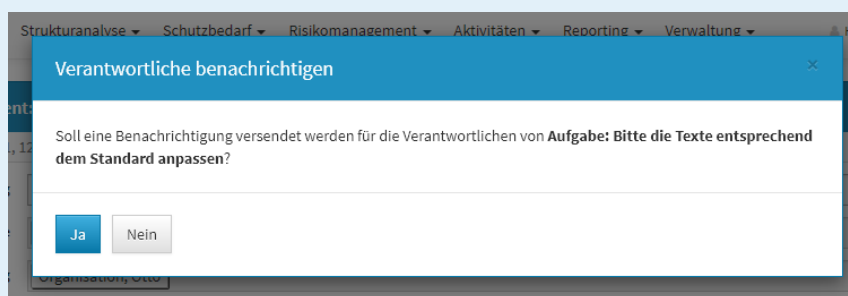 Strukturanalyse Schutzbedarf Risikomanagement Aktivitäten Reporting Verwaltung
Verantwortliche benachrichtigen ×
ent:
Soll eine Benachrichtigung versendet werden für die Verantwortlichen von Aufgabe: Bitte die Texte entsprechend
dem Standard anpassen?
Ja Nein
Organisation, Otto